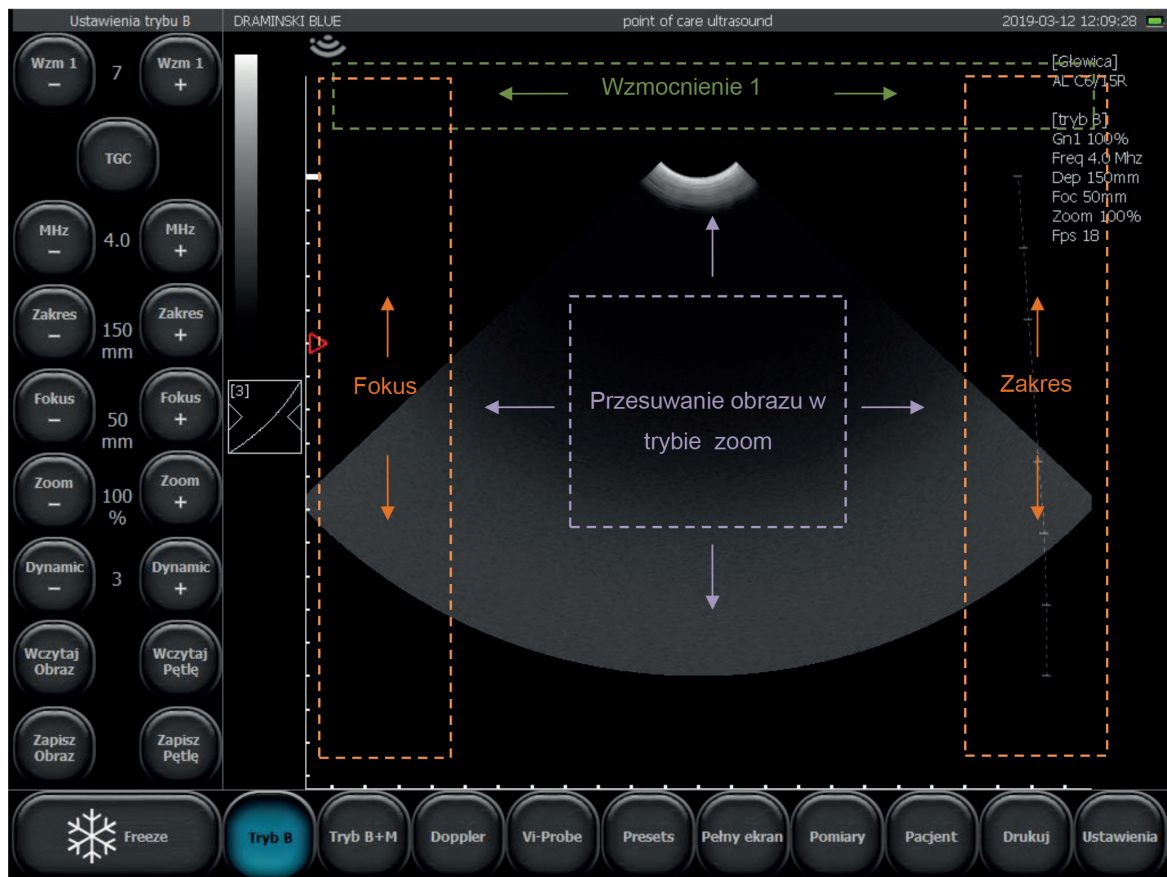 Ustawienia trybu B
DRAMINSKI BLUE
point of care ultrasound
2019-03-12 12:09:28
Wzm 1
−
7
Wzm 1
+
TGC
MHz
−
4.0
MHz
+
Zakres
−
150
mm
Zakres
+
Fokus
−
50
mm
Fokus
+
Zoom
−
100
%
Zoom
+
Dynamic
−
3
Dynamic
+
Wczytaj
Obraz
Wczytaj
Pętlę
Zapisz
Obraz
Zapisz
Pętlę
[3]
Wzmocnienie 1
Fokus
Przesuwanie obrazu w
trybie zoom
Zakres
[Głowica]
AL C6/15R
[tryb B]
Gn1 100%
Freq 4.0 Mhz
Dep 150mm
Foc 50mm
Zoom 100%
Fps 18
Freeze
Tryb B
Tryb B+M
Doppler
Vi-Probe
Presets
Pełny ekran
Pomiary
Pacjent
Drukuj
Ustawienia